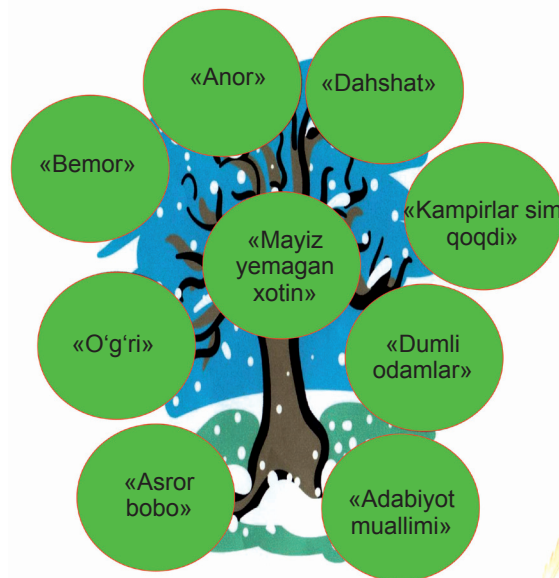 «Anor»
«Dahshat»
«Bemor»
«Kampirlar sim
qoqdi»
«Mayiz
yemagan
xotin»
«O‘g‘ri»
«Dumli
odamlar»
«Asror
bobo»
«Adabiyot
muallimi»